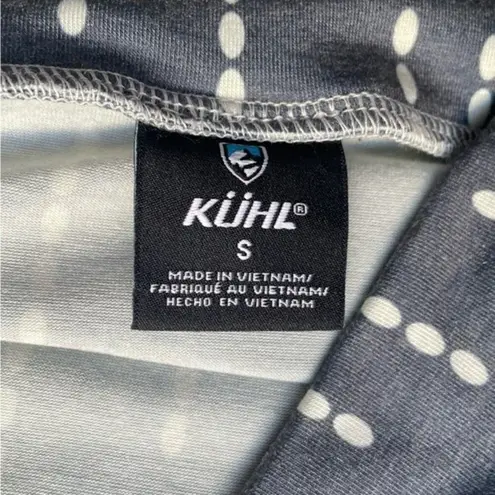 KÜHL®
S
MADE IN VIETNAM/
FABRIQUÉ AU VIETNAM/
HECHO EN VIETNAM